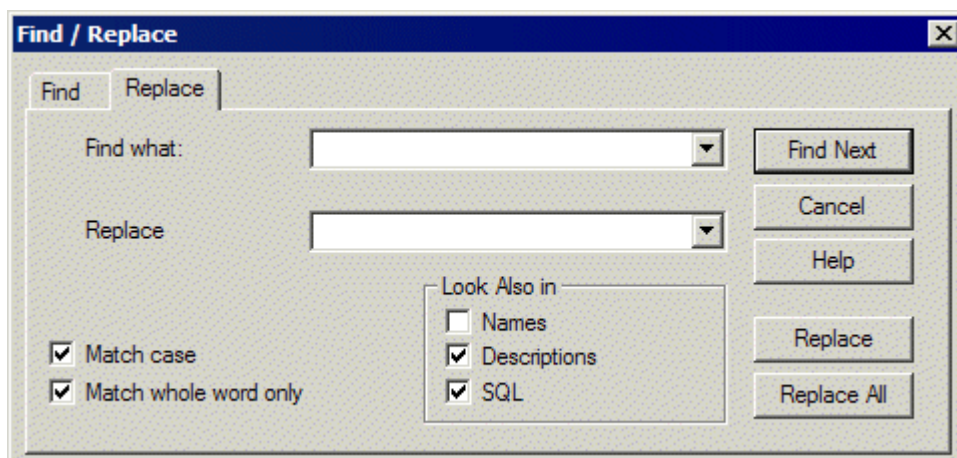 Find / Replace
Find
Replace
Find what:
Find Next
Cancel
Replace
Help
Look Also in
Names
Match case
Descriptions
Replace
Match whole word only
SQL
Replace All